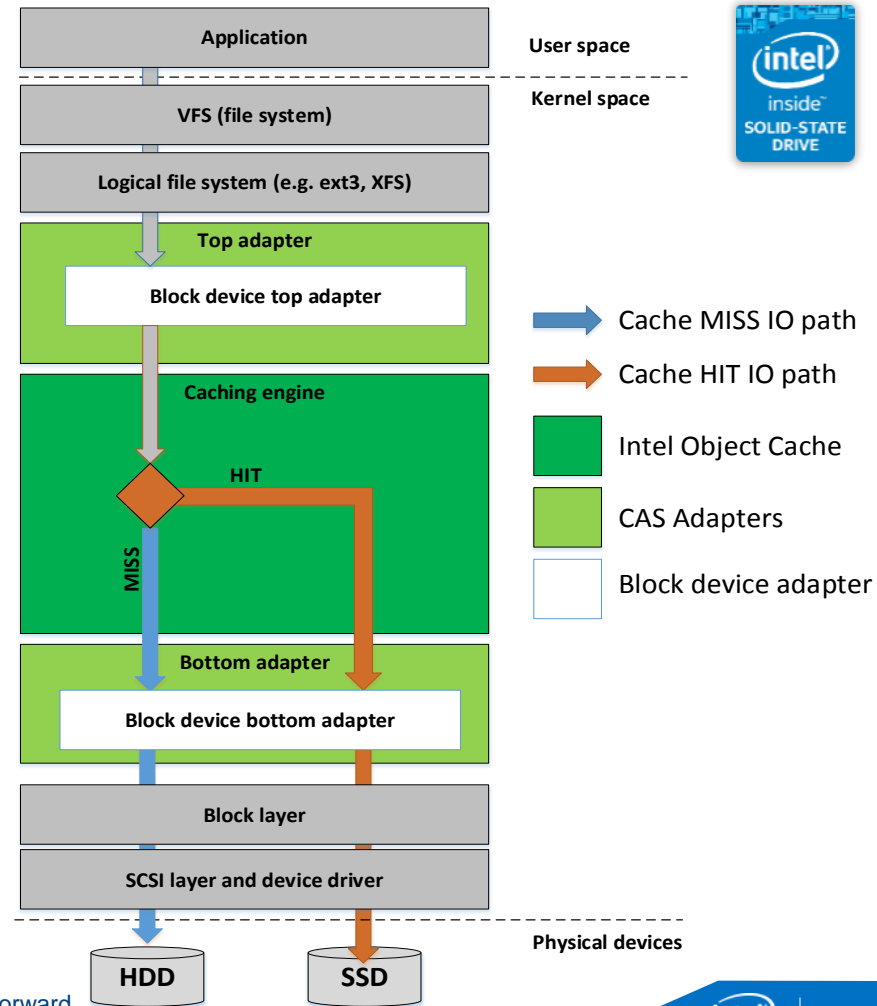 Application
User space
Kernel space
VFS (file system)
Logical file system (e.g. ext3, XFS)
Top adapter
Block device top adapter
Caching engine
HIT
MISS
Bottom adapter
Block device bottom adapter
Block layer
SCSI layer and device driver
Physical devices
HDD
SSD
intel
inside™
SOLID-STATE
DRIVE
Cache MISS IO path
Cache HIT IO path
Intel Object Cache
CAS Adapters
Block device adapter